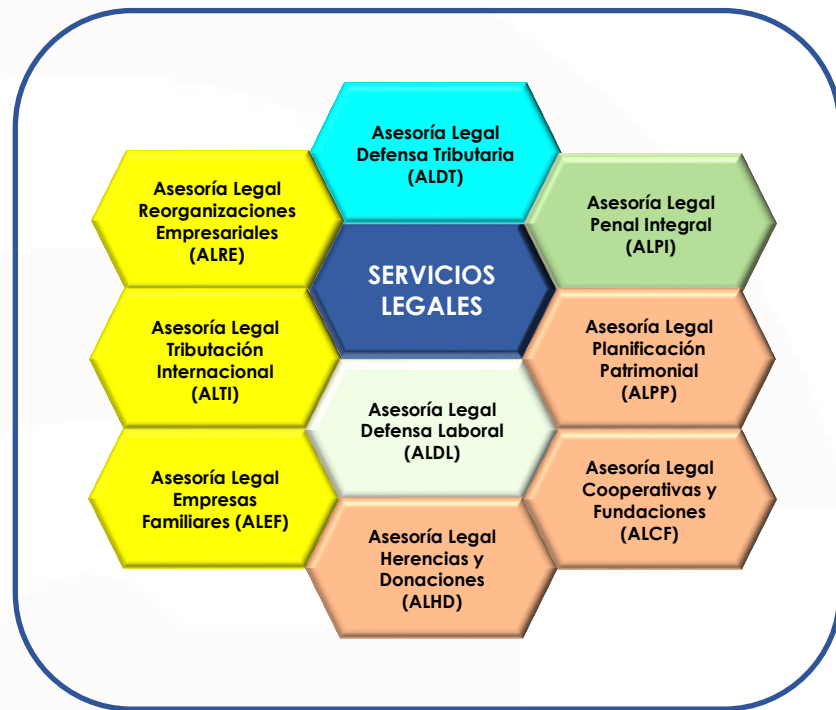 Asesoría Legal
Defensa Tributaria
(ALDT)
Asesoría Legal
Reorganizaciones
Empresariales
(ALRE)
Asesoría Legal
Penal Integral
(ALPI)
SERVICIOS
LEGALES
Asesoría Legal
Tributación
Internacional
(ALTI)
Asesoría Legal
Planificación
Patrimonial
(ALPP)
Asesoría Legal
Defensa Laboral
(ALDL)
Asesoría Legal
Empresas
Familiares (ALEF)
Asesoría Legal
Cooperativas y
Fundaciones
(ALCF)
Asesoría Legal
Herencias y
Donaciones
(ALHD)